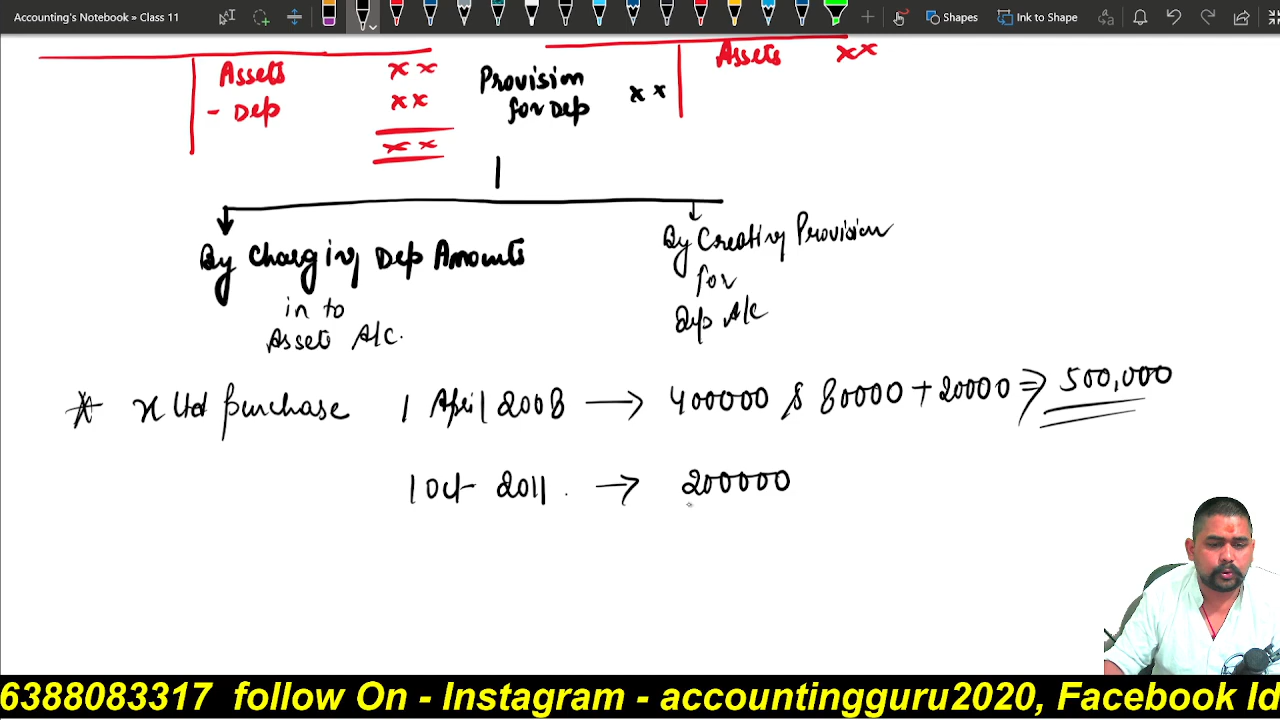 Accounting's Notebook » Class 11
Shapes
Ink to Shape
Assets xx
- Dep xx
xx
Provision for Dep xx
Assets xx
By Charging Dep Amounts
in to
Assets A/C.
By Creating Provision
for
Dep A/c
x Ltd purchase 1 April 2008 → 400000 & 80000 + 20000 ⇒ 500,000
1 Oct 2011 . → 200000
6388083317 follow On - Instagram - accountingguru2020, Facebook Id